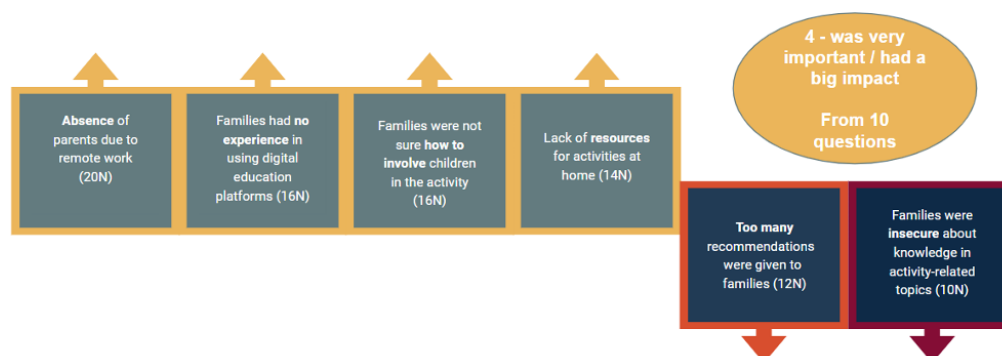 4 - was very
important / had a
big impact
From 10
questions
Absence of
parents due to
remote work
(20N)
Families had no
experience in
using digital
education
platforms (16N)
Families were not
sure how to
involve children
in the activity
(16N)
Lack of resources
for activities at
home (14N)
Too many
recommendations
were given to
families (12N)
Families were
insecure about
knowledge in
activity-related
topics (10N)